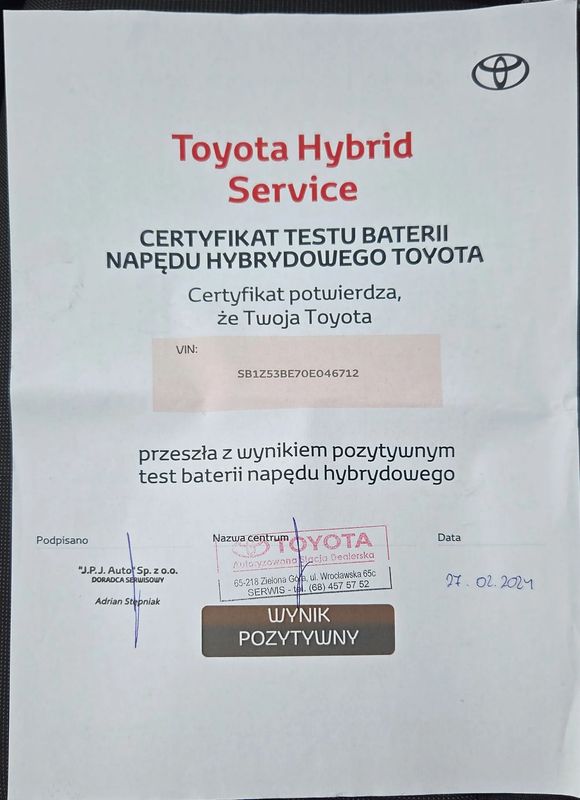 Toyota Hybrid
Service
CERTYFIKAT TESTU BATERII
NAPĘDU HYBRYDOWEGO TOYOTA
Certyfikat potwierdza,
że Twoja Toyota
VIN:
SB1Z53BE70E046712
przeszła z wynikiem pozytywnym
test baterii napędu hybrydowego
Podpisano
Nazwa centrum
Data
"J.P.J. Auto" Sp. z o.o.
DORADCA SERWISOWY
Adrian Stępniak
TOYOTA
Autoryzowana Stacja Dealerska
65-218 Zielona Góra, ul. Wrocławska 65c
SERWIS - tel. (68) 457 57 52
27.02.2024
WYNIK
POZYTYWNY